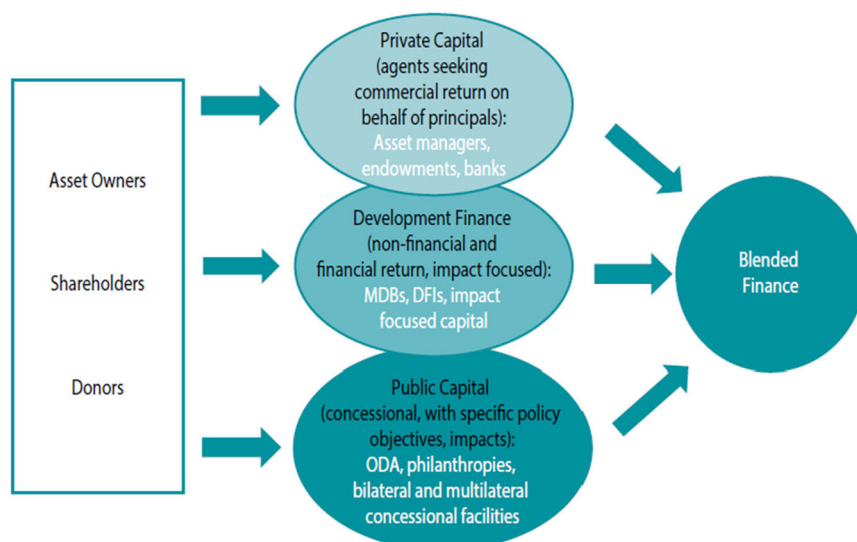 Private Capital
(agents seeking
commercial return on
behalf of principals):
Asset managers,
endowments, banks
Asset Owners
Shareholders
Donors
Development Finance
(non-financial and
financial return, impact focused):
MDBs, DFIs, impact
focused capital
Public Capital
(concessional, with specific policy
objectives, impacts):
ODA, philanthropies,
bilateral and multilateral
concessional facilities
Blended
Finance